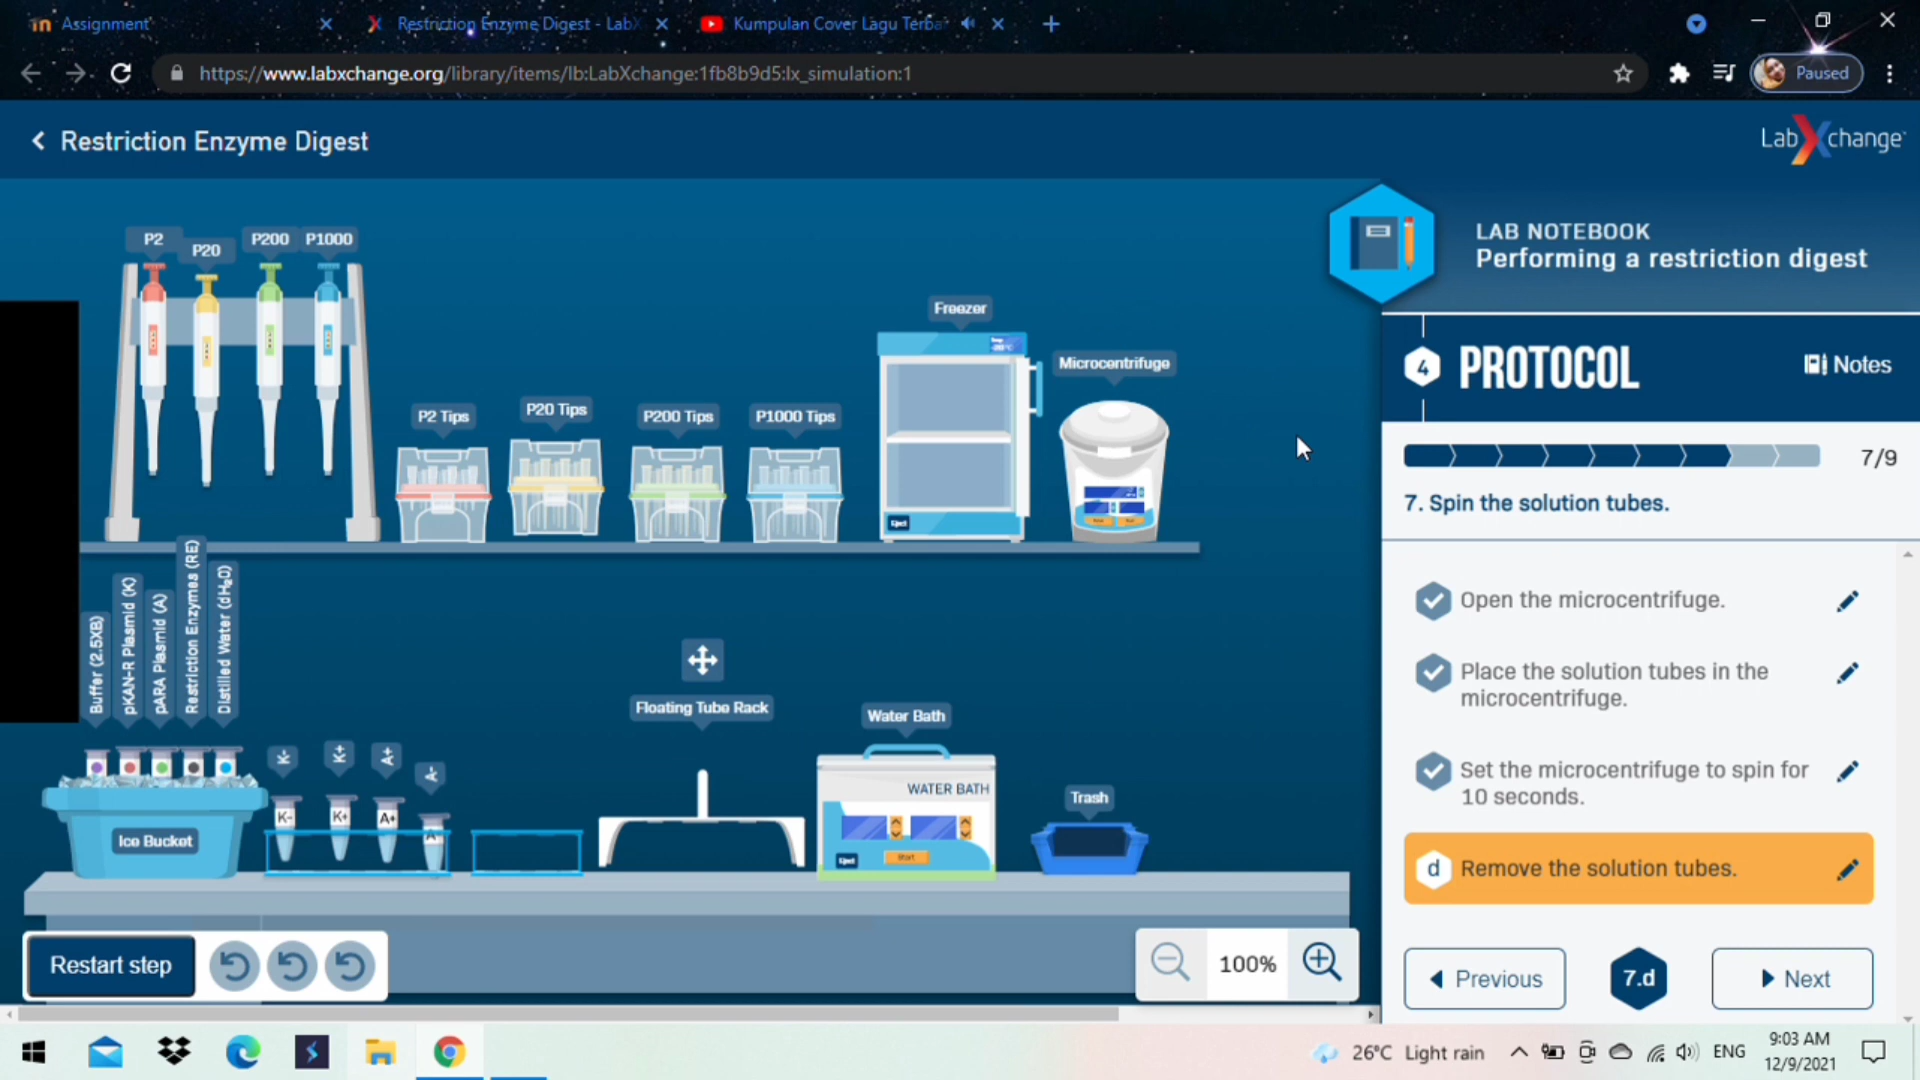 Assignment
Restriction Enzyme Digest - Lab
Kumpulan Cover Lagu Terba
https://www.labxchange.org/library/items/lb:LabXchange:1fb8b9d5:lx_simulation:1
Paused
Restriction Enzyme Digest
LabXchange
P2
P20
P200
P1000
LAB NOTEBOOK
Performing a restriction digest
Freezer
Microcentrifuge
4
PROTOCOL
Notes
P2 Tips
P20 Tips
P200 Tips
P1000 Tips
7/9
7. Spin the solution tubes.
Eject
Buffer (2.5XB)
pKAN-R Plasmid (K)
pARA Plasmid (A)
Restriction Enzymes (RE)
Distilled Water (dH₂O)
Open the microcentrifuge.
Place the solution tubes in the
microcentrifuge.
Set the microcentrifuge to spin for
10 seconds.
d Remove the solution tubes.
Floating Tube Rack
Water Bath
K-
K+
A+
A-
K-
K+
A+
WATER BATH
Eject
Start
Trash
Ice Bucket
Restart step
100%
Previous
7.d
Next
26°C Light rain
ENG
9:03 AM
12/9/2021